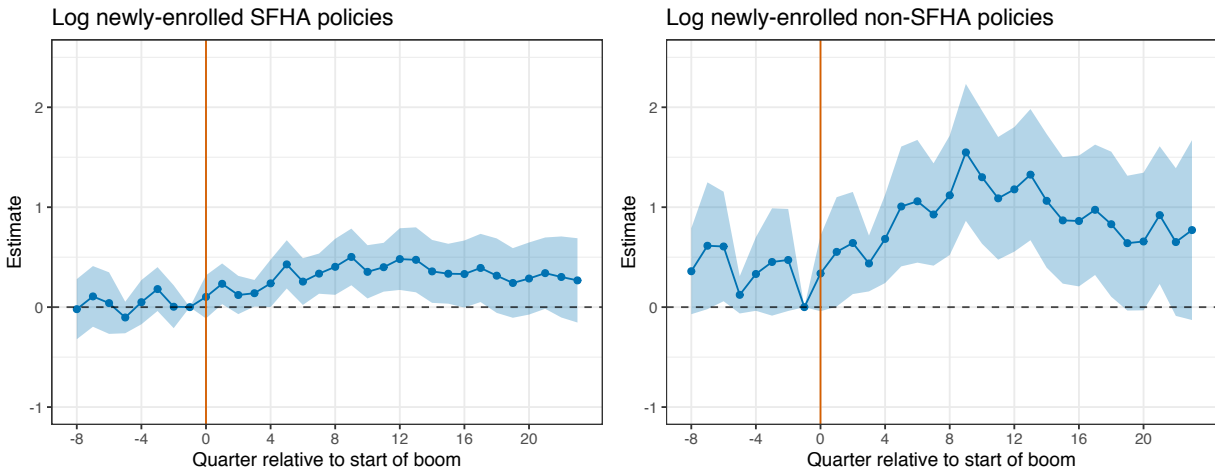 Log newly-enrolled SFHA policies
2
1
0
-1
Estimate
-8 -4 0 4 8 12 16 20
Quarter relative to start of boom
Log newly-enrolled non-SFHA policies
2
1
0
-1
Estimate
-8 -4 0 4 8 12 16 20
Quarter relative to start of boom